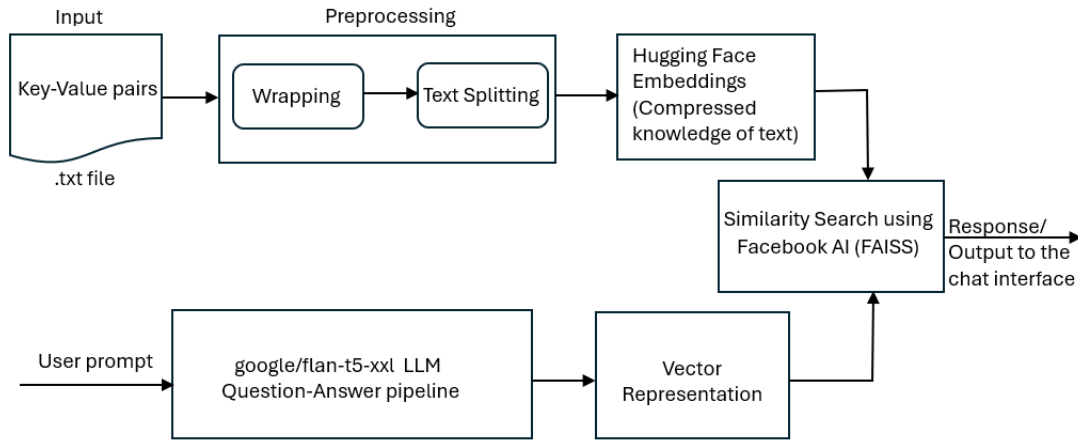 Input
Preprocessing
Key-Value pairs
.txt file
Wrapping
Text Splitting
Hugging Face
Embeddings
(Compressed
knowledge of text)
Similarity Search using
Facebook AI (FAISS)
Response/
Output to the
chat interface
User prompt
google/flan-t5-xxl LLM
Question-Answer pipeline
Vector
Representation